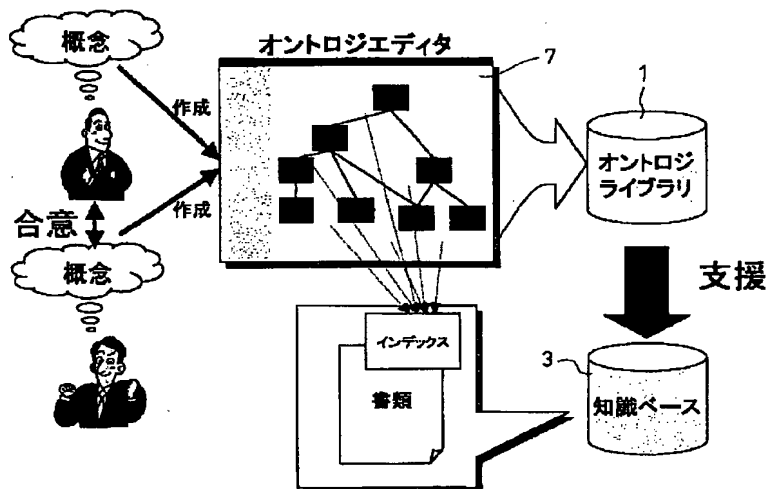 概念
オントロジエディタ
7
作成
1
オントロジ
ライブラリ
作成
合意
概念
支援
インデックス
書類
3
知識ベース